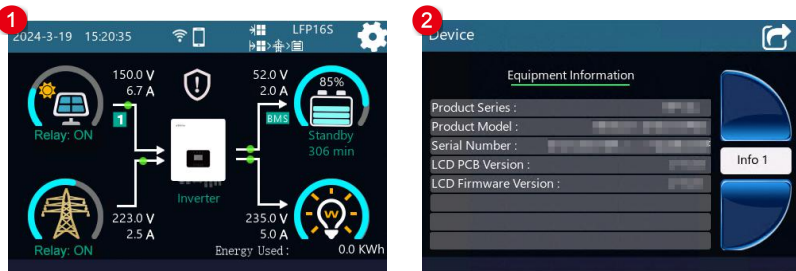 1
2024-3-19 15:20:35
LFP16S
150.0 V
6.7 A
52.0 V
2.0 A
85%
1
BMS
Relay: ON
Standby
306 min
Inverter
W
223.0 V
2.5 A
235.0 V
5.0 A
Relay: ON
Energy Used :
0.0 KWh
2
Device
Equipment Information
Product Series :
Product Model :
Serial Number :
LCD PCB Version :
LCD Firmware Version :
Info 1